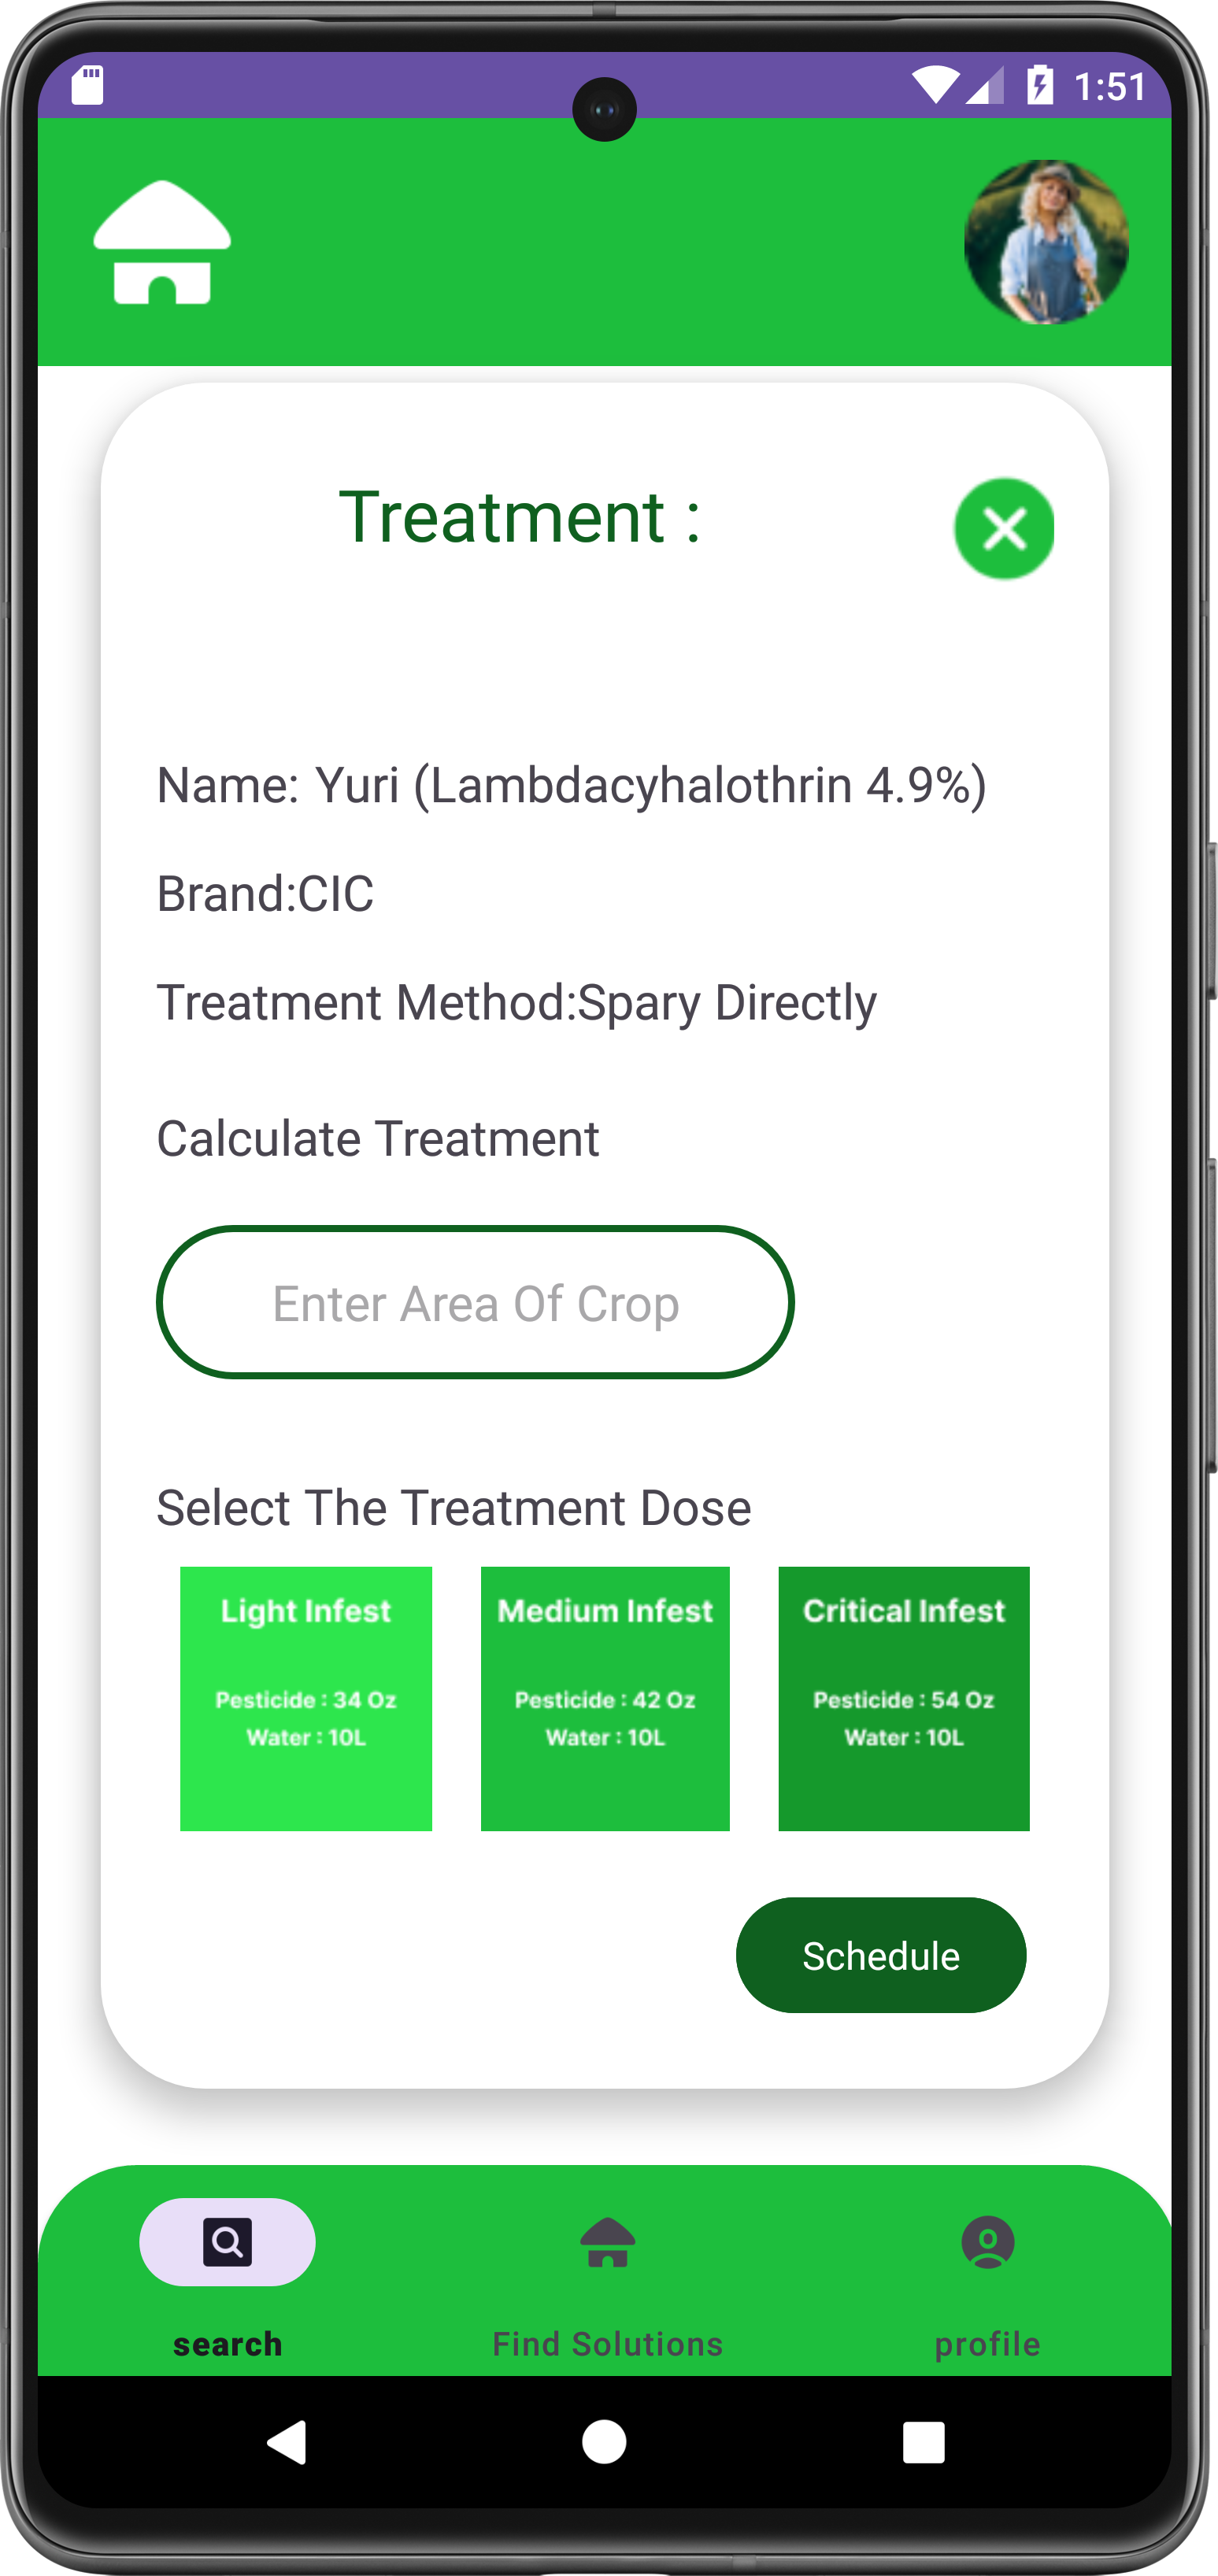 1:51
Treatment :
Name: Yuri (Lambdacyhalothrin 4.9%)
Brand:CIC
Treatment Method:Spary Directly
Calculate Treatment
Enter Area Of Crop
Select The Treatment Dose
Light Infest
Pesticide : 34 Oz
Water : 10L
Medium Infest
Pesticide : 42 Oz
Water : 10L
Critical Infest
Pesticide : 54 Oz
Water : 10L
Schedule
search
Find Solutions
profile